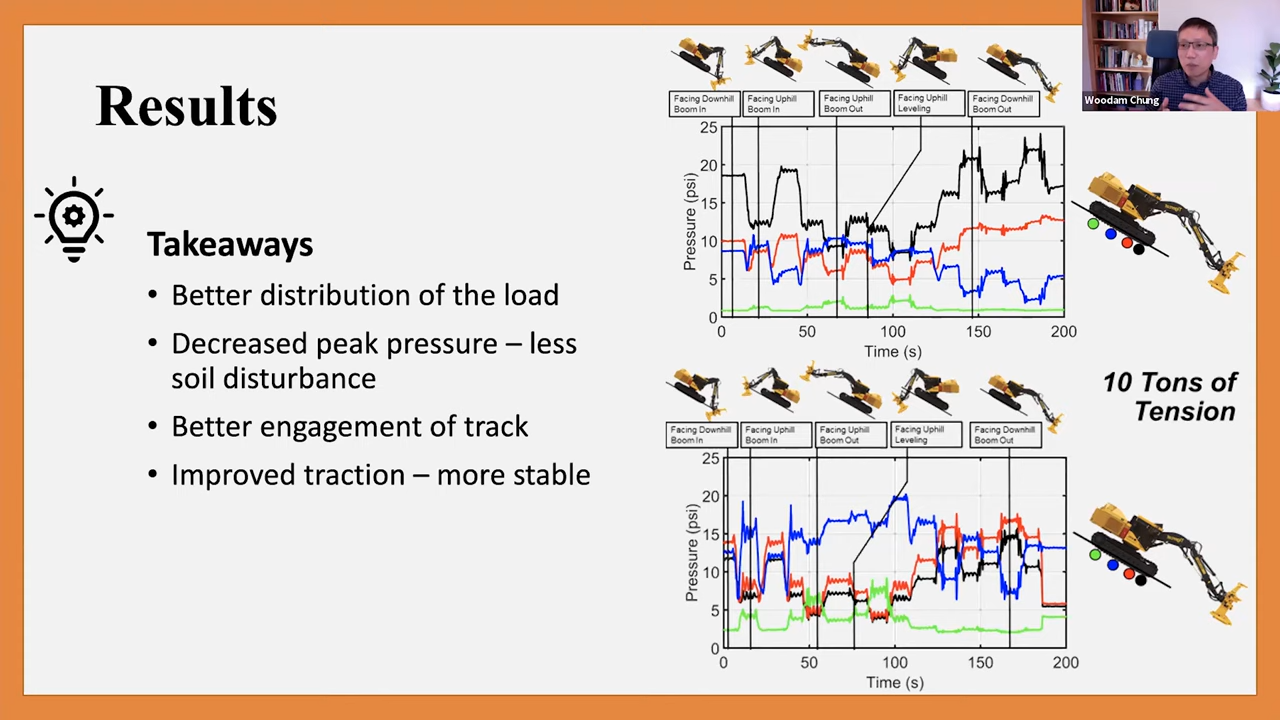 Results
Takeaways
• Better distribution of the load
• Decreased peak pressure – less
soil disturbance
• Better engagement of track
• Improved traction – more stable
Facing Downhill
Boom In
Facing Uphill
Boom In
Facing Uphill
Boom Out
Facing Uphill
Leveling
Facing Downhill
Boom Out
25
20
15
10
5
0
Pressure (psi)
0 50 100 150 200
Time (s)
10 Tons of
Tension
Facing Downhill
Boom In
Facing Uphill
Boom In
Facing Uphill
Boom Out
Facing Uphill
Leveling
Facing Downhill
Boom Out
25
20
15
10
5
0
Pressure (psi)
0 50 100 150 200
Time (s)
Woodam Chung